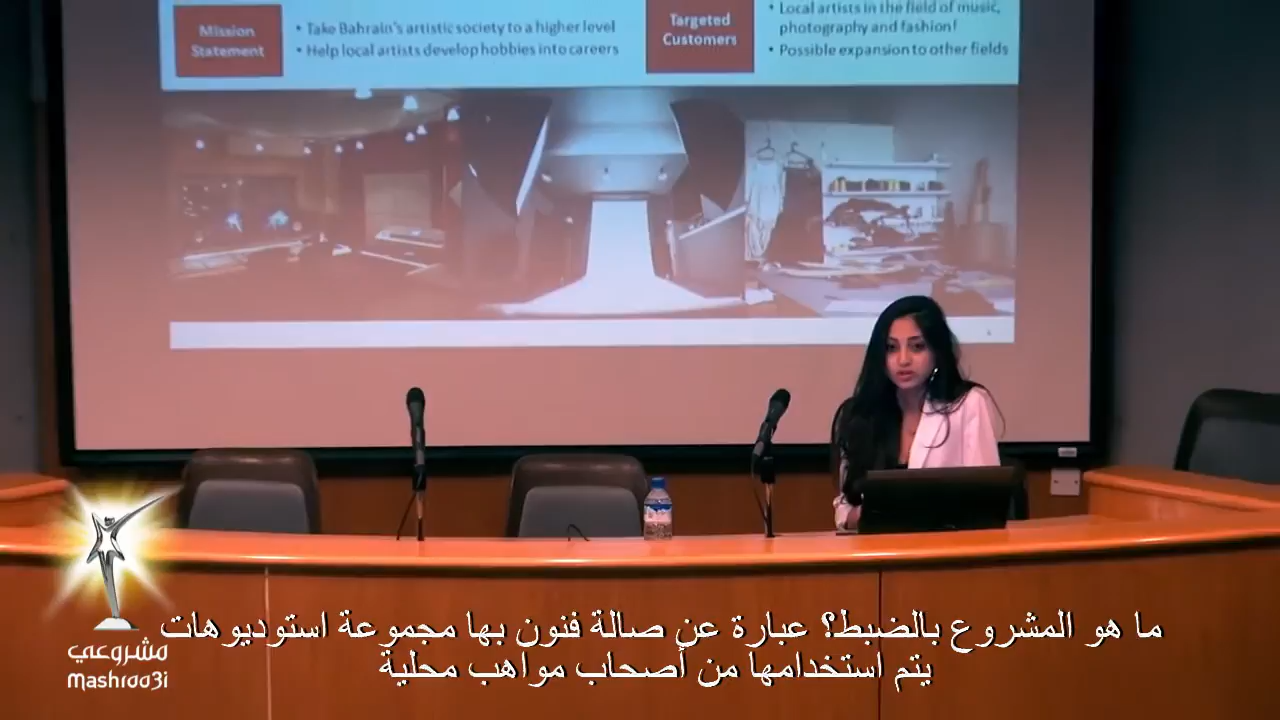 Mission
Statement
• Take Bahrain's artistic society to a higher level
• Help local artists develop hobbies into careers
Targeted
Customers
• Local artists in the field of music,
photography and fashion!
• Possible expansion to other fields
ما هو المشروع بالضبط؟ عبارة عن صالة فنون بها مجموعة استوديوهات
يتم استخدامها من أصحاب مواهب محلية
مشروعي
Mashroo3i